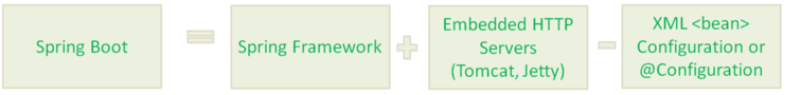 Spring Boot
=
Spring Framework
+
Embedded HTTP
Servers
(Tomcat, Jetty)
-
XML <bean>
Configuration or
@Configuration